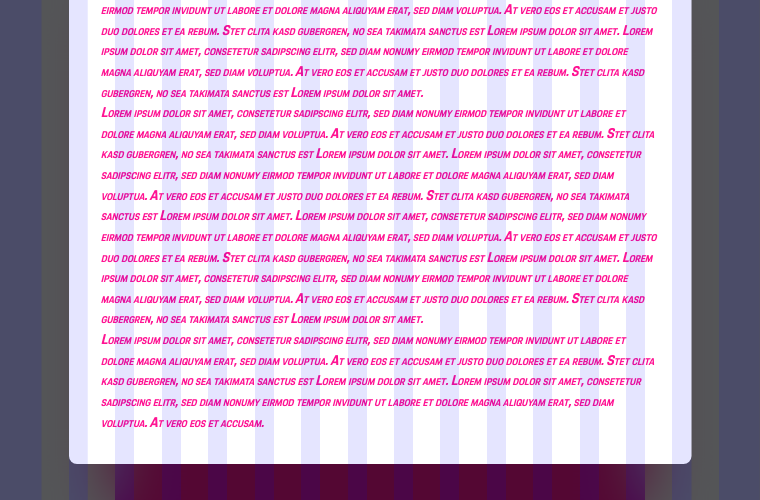 eirmod tempor invidunt ut labore et dolore magna aliquyam erat, sed diam voluptua. At vero eos et accusam et justo
duo dolores et ea rebum. Stet clita kasd gubergren, no sea takimata sanctus est Lorem ipsum dolor sit amet. Lorem
ipsum dolor sit amet, consetetur sadipscing elitr, sed diam nonumy eirmod tempor invidunt ut labore et dolore
magna aliquyam erat, sed diam voluptua. At vero eos et accusam et justo duo dolores et ea rebum. Stet clita kasd
gubergren, no sea takimata sanctus est Lorem ipsum dolor sit amet.
Lorem ipsum dolor sit amet, consetetur sadipscing elitr, sed diam nonumy eirmod tempor invidunt ut labore et
dolore magna aliquyam erat, sed diam voluptua. At vero eos et accusam et justo duo dolores et ea rebum. Stet clita
kasd gubergren, no sea takimata sanctus est Lorem ipsum dolor sit amet. Lorem ipsum dolor sit amet, consetetur
sadipscing elitr, sed diam nonumy eirmod tempor invidunt ut labore et dolore magna aliquyam erat, sed diam
voluptua. At vero eos et accusam et justo duo dolores et ea rebum. Stet clita kasd gubergren, no sea takimata
sanctus est Lorem ipsum dolor sit amet. Lorem ipsum dolor sit amet, consetetur sadipscing elitr, sed diam nonumy
eirmod tempor invidunt ut labore et dolore magna aliquyam erat, sed diam voluptua. At vero eos et accusam et justo
duo dolores et ea rebum. Stet clita kasd gubergren, no sea takimata sanctus est Lorem ipsum dolor sit amet. Lorem
ipsum dolor sit amet, consetetur sadipscing elitr, sed diam nonumy eirmod tempor invidunt ut labore et dolore
magna aliquyam erat, sed diam voluptua. At vero eos et accusam et justo duo dolores et ea rebum. Stet clita kasd
gubergren, no sea takimata sanctus est Lorem ipsum dolor sit amet.
Lorem ipsum dolor sit amet, consetetur sadipscing elitr, sed diam nonumy eirmod tempor invidunt ut labore et
dolore magna aliquyam erat, sed diam voluptua. At vero eos et accusam et justo duo dolores et ea rebum. Stet clita
kasd gubergren, no sea takimata sanctus est Lorem ipsum dolor sit amet. Lorem ipsum dolor sit amet, consetetur
sadipscing elitr, sed diam nonumy eirmod tempor invidunt ut labore et dolore magna aliquyam erat, sed diam
voluptua. At vero eos et accusam.